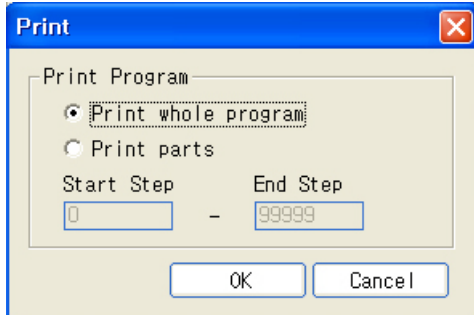 Print
Print Program
Print whole program
Print parts
Start Step End Step
0 - 99999
OK Cancel